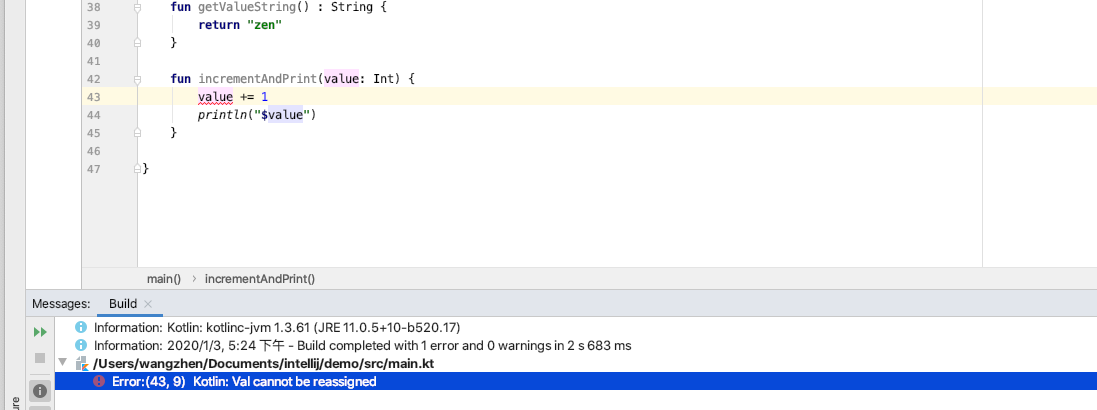 38 fun getValueString() : String {
39 return "zen"
40 }
41
42 fun incrementAndPrint(value: Int) {
43 value += 1
44 println("$value")
45 }
46
47 }
main() › incrementAndPrint()
Messages: Build ×
Information: Kotlin: kotlinc-jvm 1.3.61 (JRE 11.0.5+10-b520.17)
Information: 2020/1/3, 5:24 下午 - Build completed with 1 error and 0 warnings in 2 s 683 ms
/Users/wangzhen/Documents/intellij/demo/src/main.kt
Error:(43, 9) Kotlin: Val cannot be reassigned